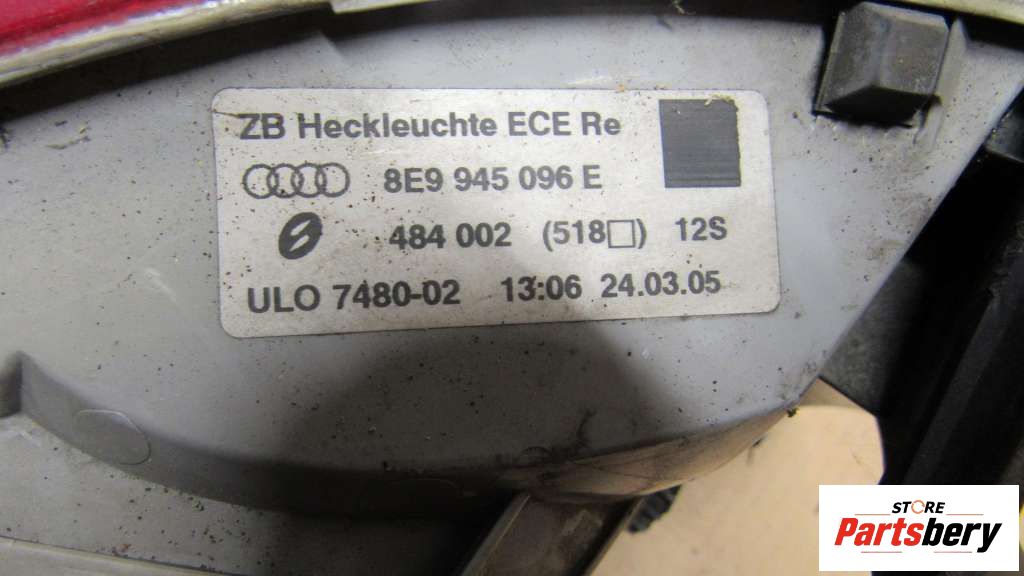 ZB Heckleuchte ECE Re
8E9 945 096 E
484 002 (518□) 12S
ULO 7480-02 13:06 24.03.05
STORE
Partsbery